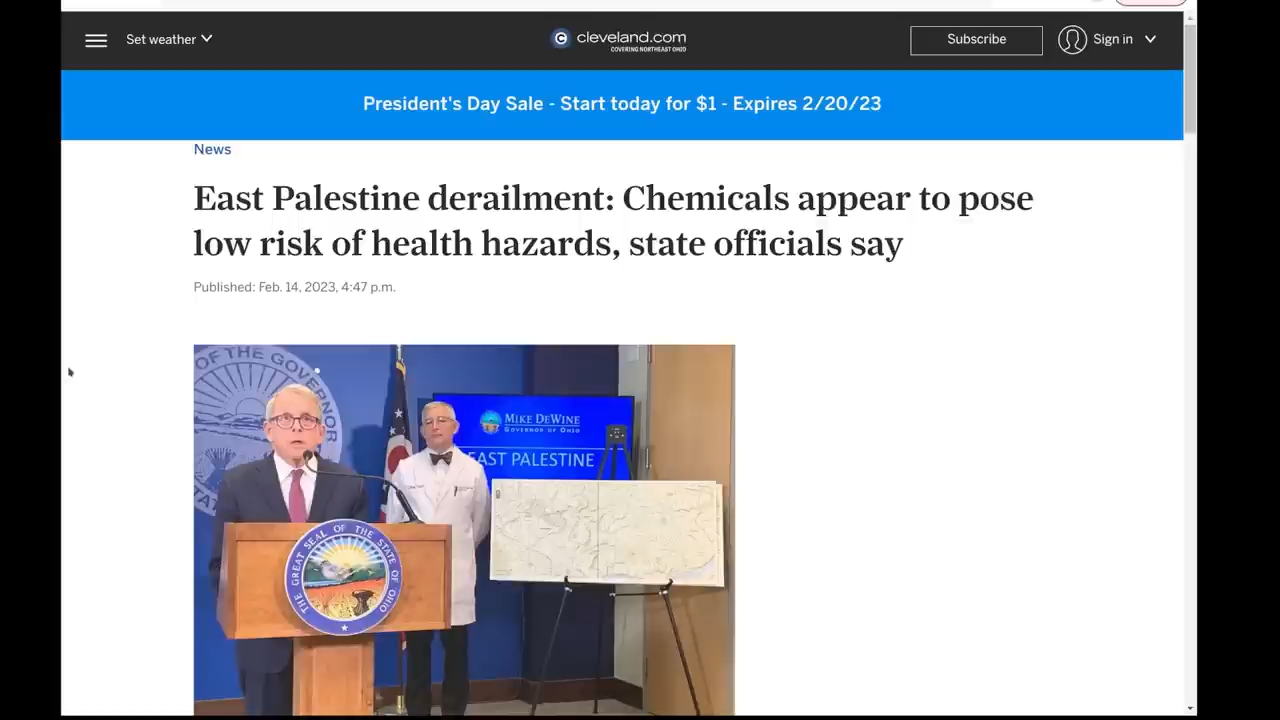 Set weather
cleveland.com
COVERING NORTHEAST OHIO
Subscribe
Sign in
President's Day Sale - Start today for $1 - Expires 2/20/23
News
East Palestine derailment: Chemicals appear to pose
low risk of health hazards, state officials say
Published: Feb. 14, 2023, 4:47 p.m.
OF THE GOVERNOR
MIKE DEWINE
GOVERNOR OF OHIO
EAST PALESTINE
THE GREAT SEAL OF THE STATE OF OHIO